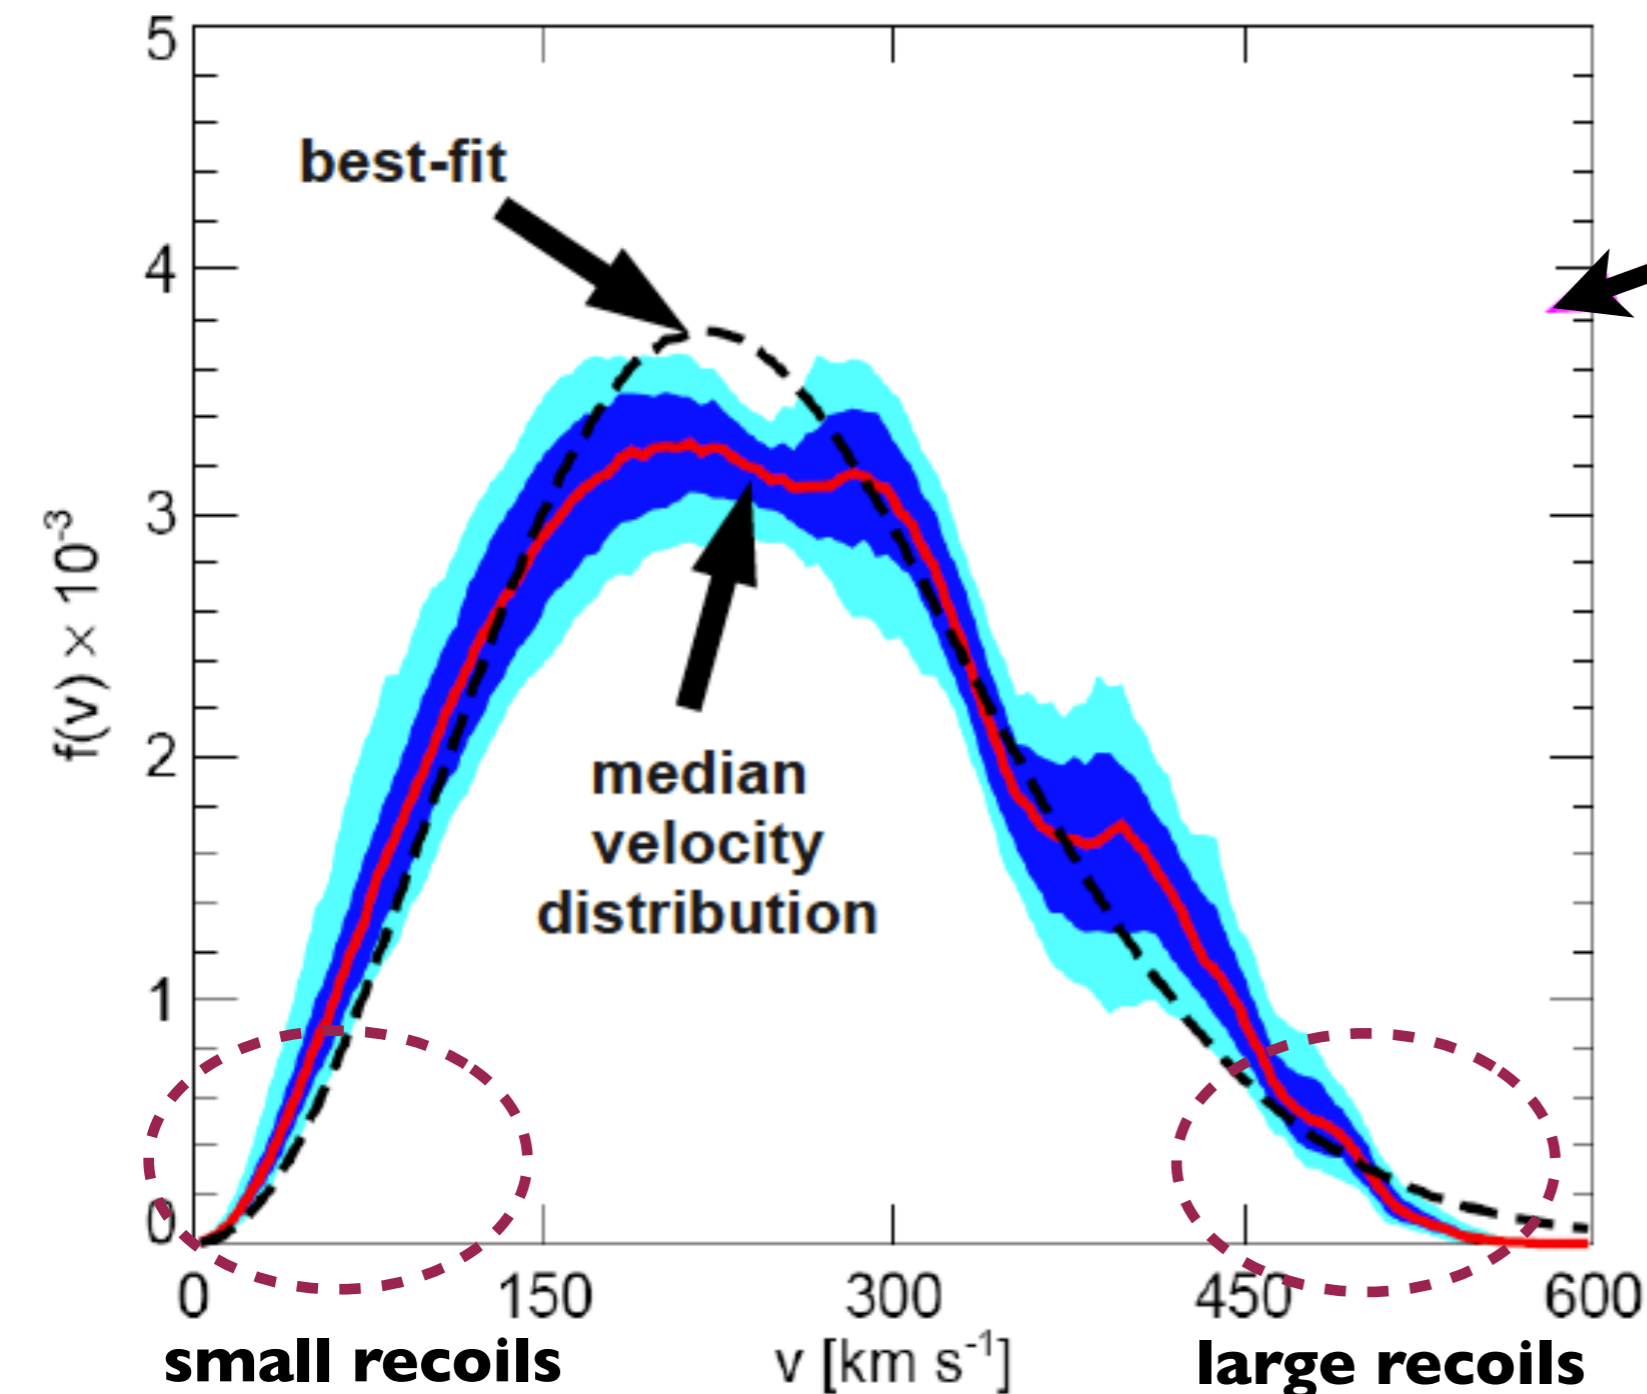 5
4
3
2
1
0
f(v) × 10⁻³
best-fit
median
velocity
distribution
0 150 300 450 600
small recoils v [km s⁻¹] large recoils